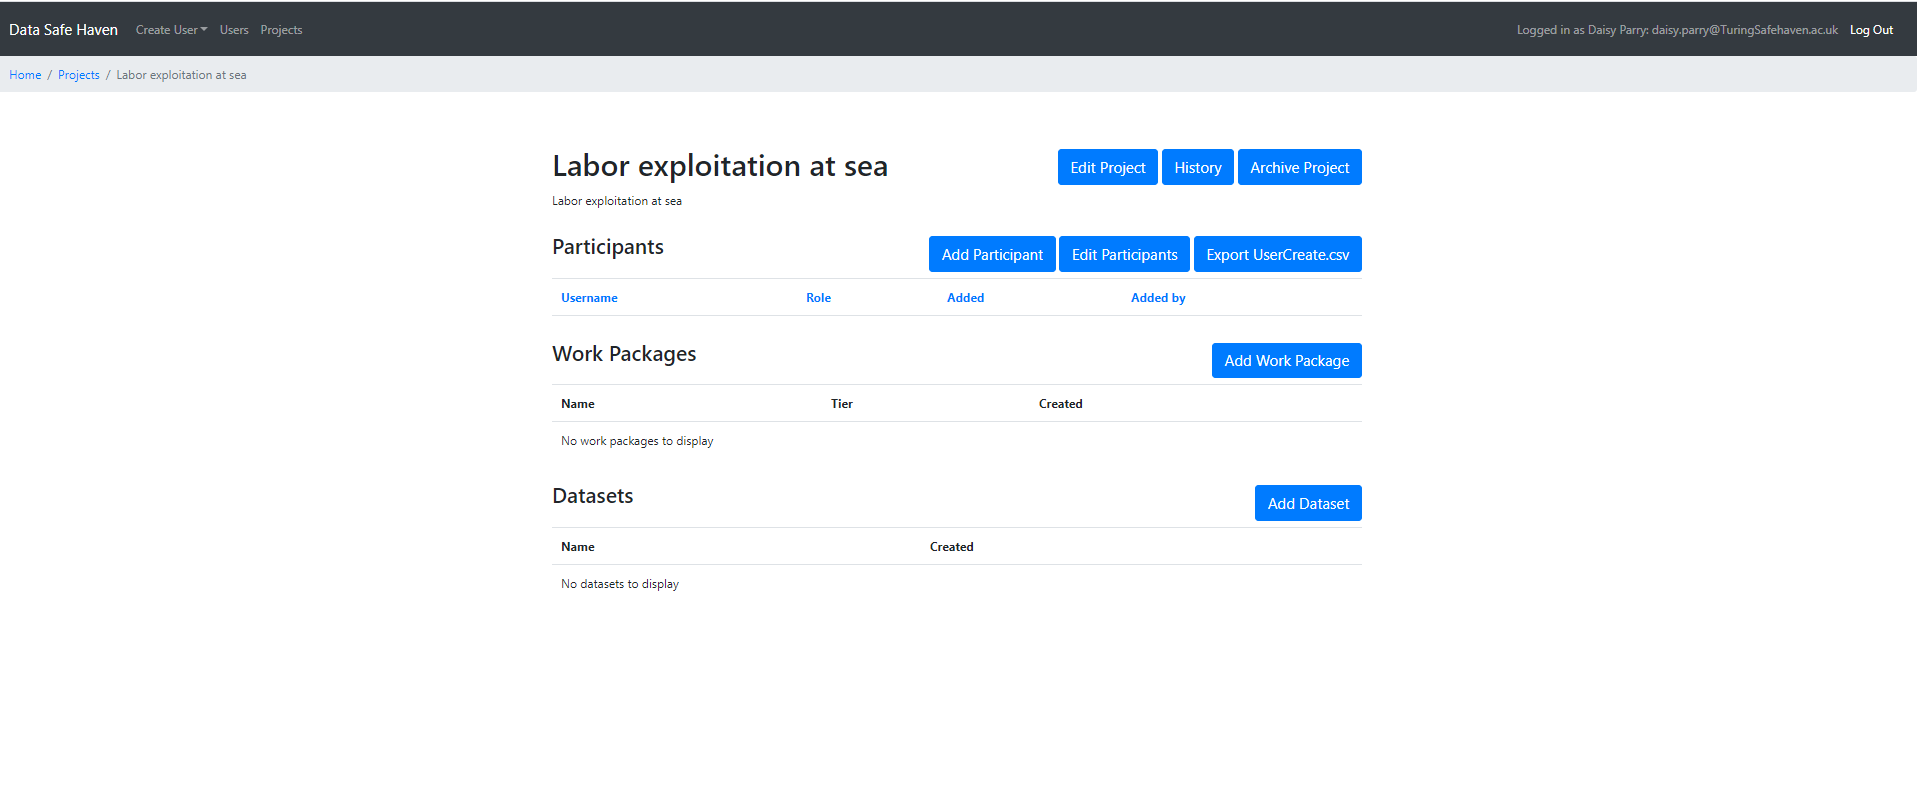 Data Safe Haven Create User Users Projects Logged in as Daisy Parry: daisy.parry@TuringSafehaven.ac.uk Log Out
Home / Projects / Labor exploitation at sea
Labor exploitation at sea Edit Project History Archive Project
Labor exploitation at sea
Participants Add Participant Edit Participants Export UserCreate.csv
Username Role Added Added by
Work Packages Add Work Package
Name Tier Created
No work packages to display
Datasets Add Dataset
Name Created
No datasets to display